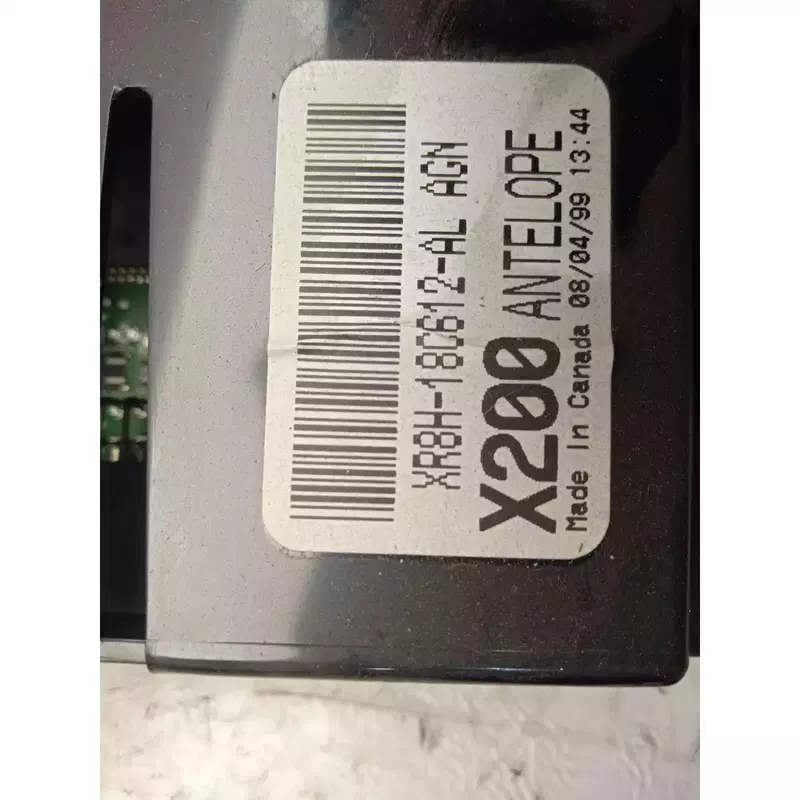 XR8H-18C612-AL AGN
X200 ANTELOPE
Made In Canada 08/04/99 13:44